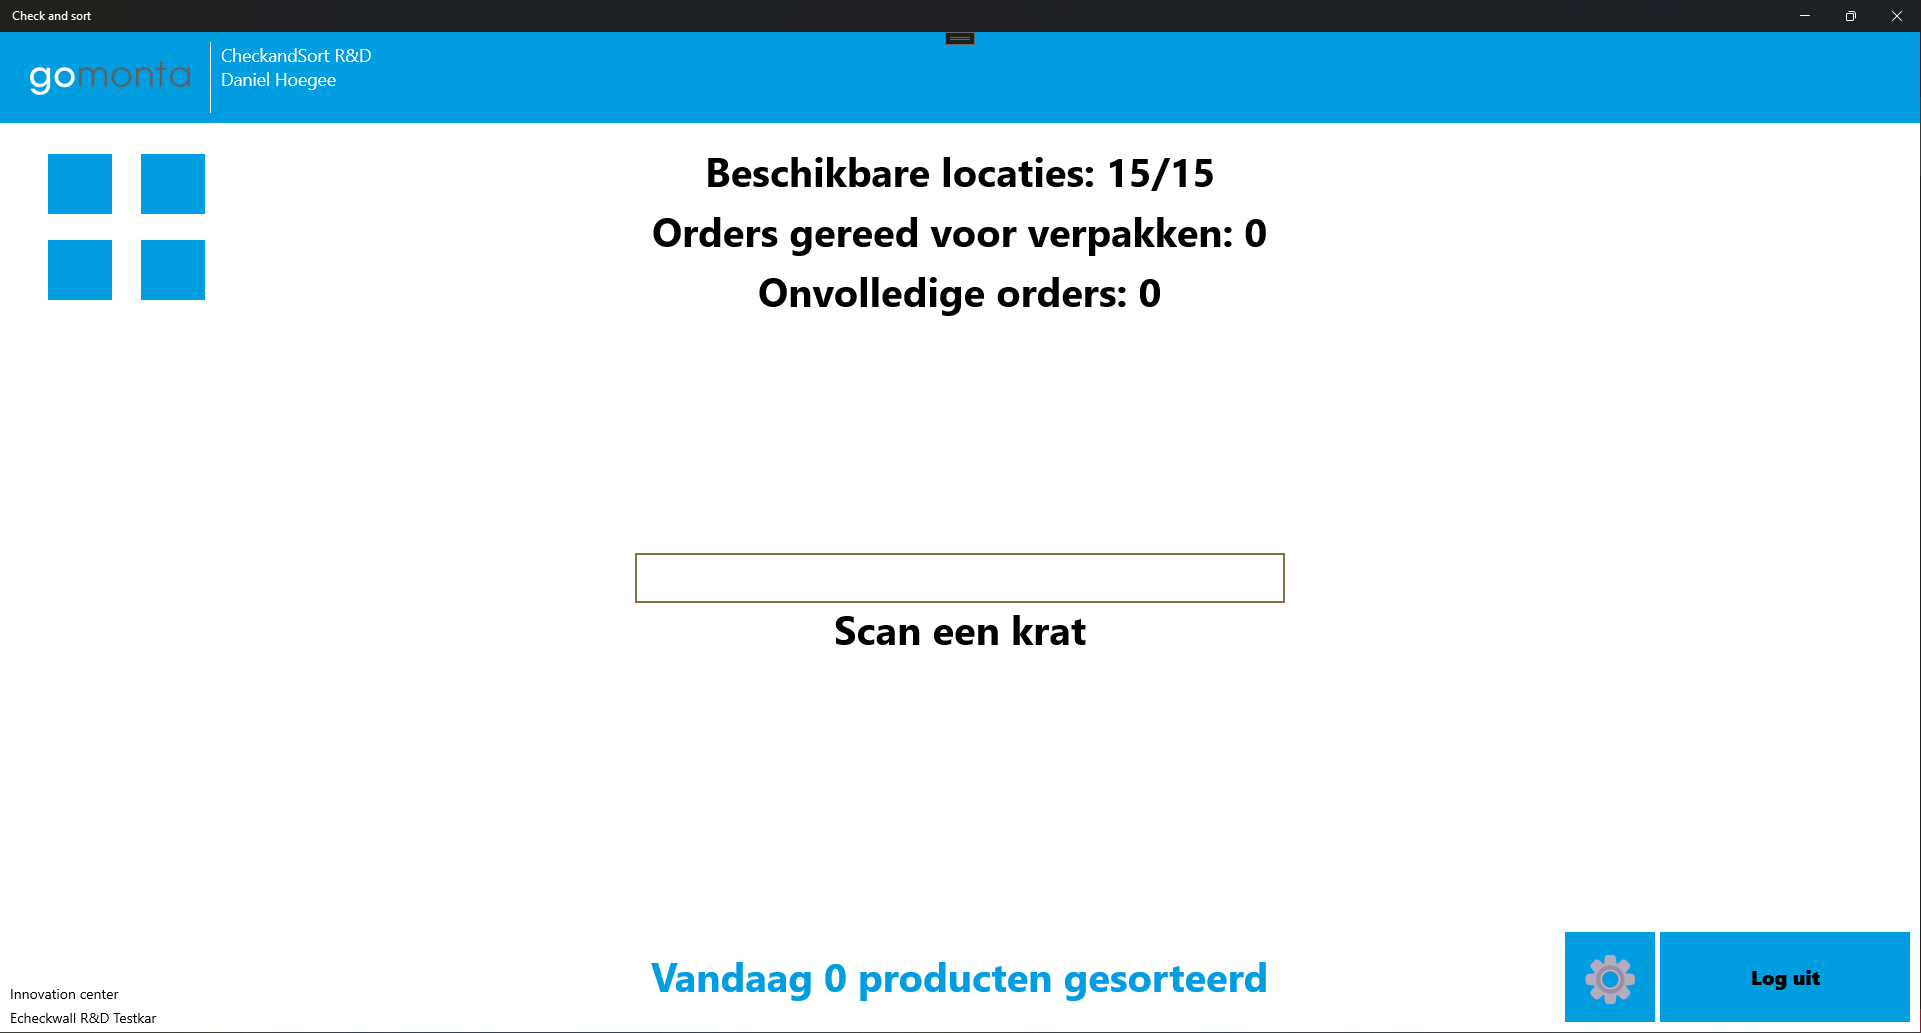 Check and sort
gomonta
CheckandSort R&D
Daniel Hoegee
Beschikbare locaties: 15/15
Orders gereed voor verpakken: 0
Onvolledige orders: 0
Scan een krat
Vandaag 0 producten gesorteerd
Log uit
Innovation center
Echeckwall R&D Testkar